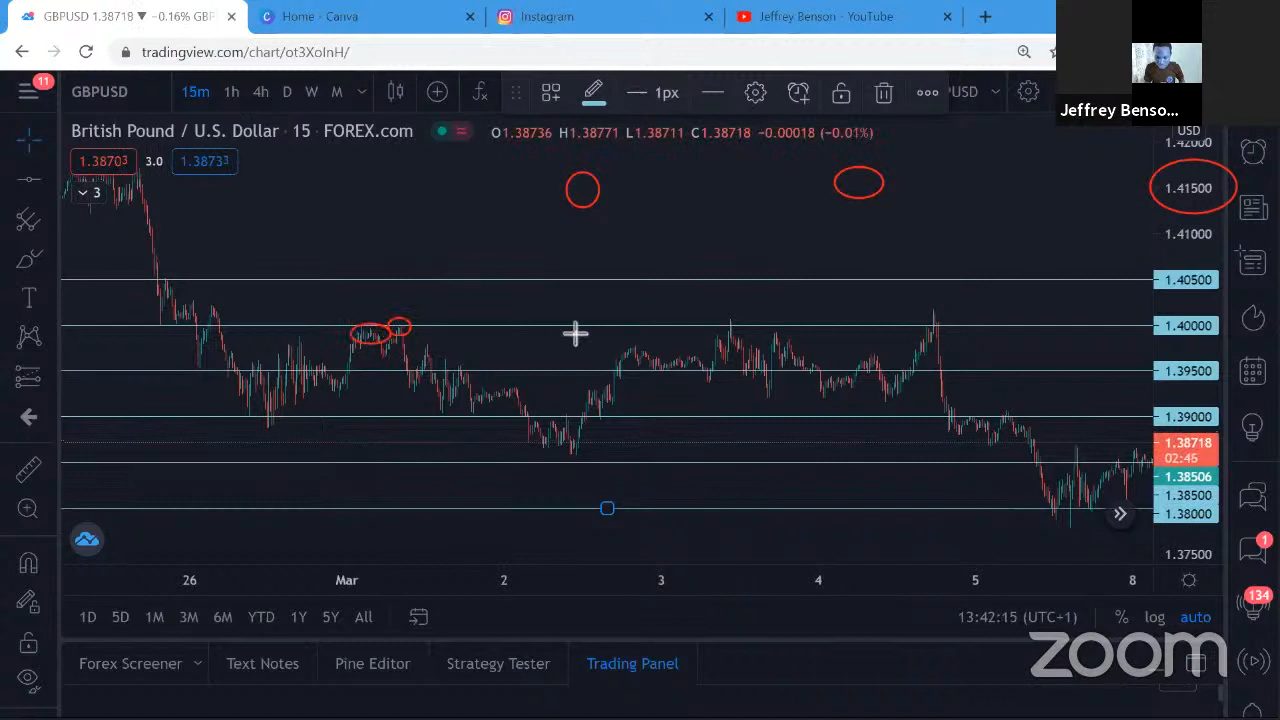 GBPUSD 1.38718 ▼ −0.16% GBP
Home - Canva
Instagram
Jeffrey Benson - YouTube
tradingview.com/chart/ot3XoInH/
Jeffrey Benso...
11
GBPUSD
15m 1h 4h D W M
1px
USD
British Pound / U.S. Dollar · 15 · FOREX.com
O1.38736 H1.38771 L1.38711 C1.38718 −0.00018 (−0.01%)
USD
1.42000
1.38703 3.0 1.38733
3
1.41500
1.41000
1.40500
1.40000
1.39500
1.39000
1.38718
02:45
1.38506
1.38500
1.38000
1.37500
26 Mar 2 3 4 5 8
1D 5D 1M 3M 6M YTD 1Y 5Y All
13:42:15 (UTC+1) % log auto
1
134
Forex Screener Text Notes Pine Editor Strategy Tester Trading Panel
zoom